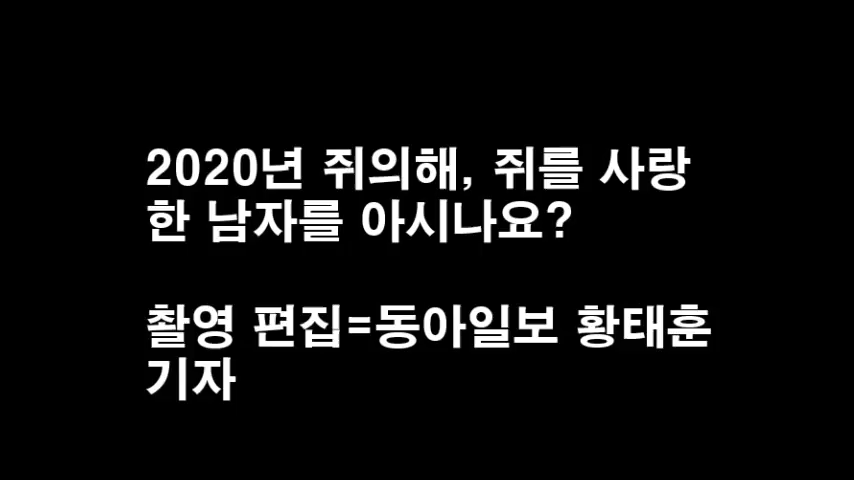 2020년 쥐의해, 쥐를 사랑
한 남자를 아시나요?
촬영 편집=동아일보 황태훈
기자